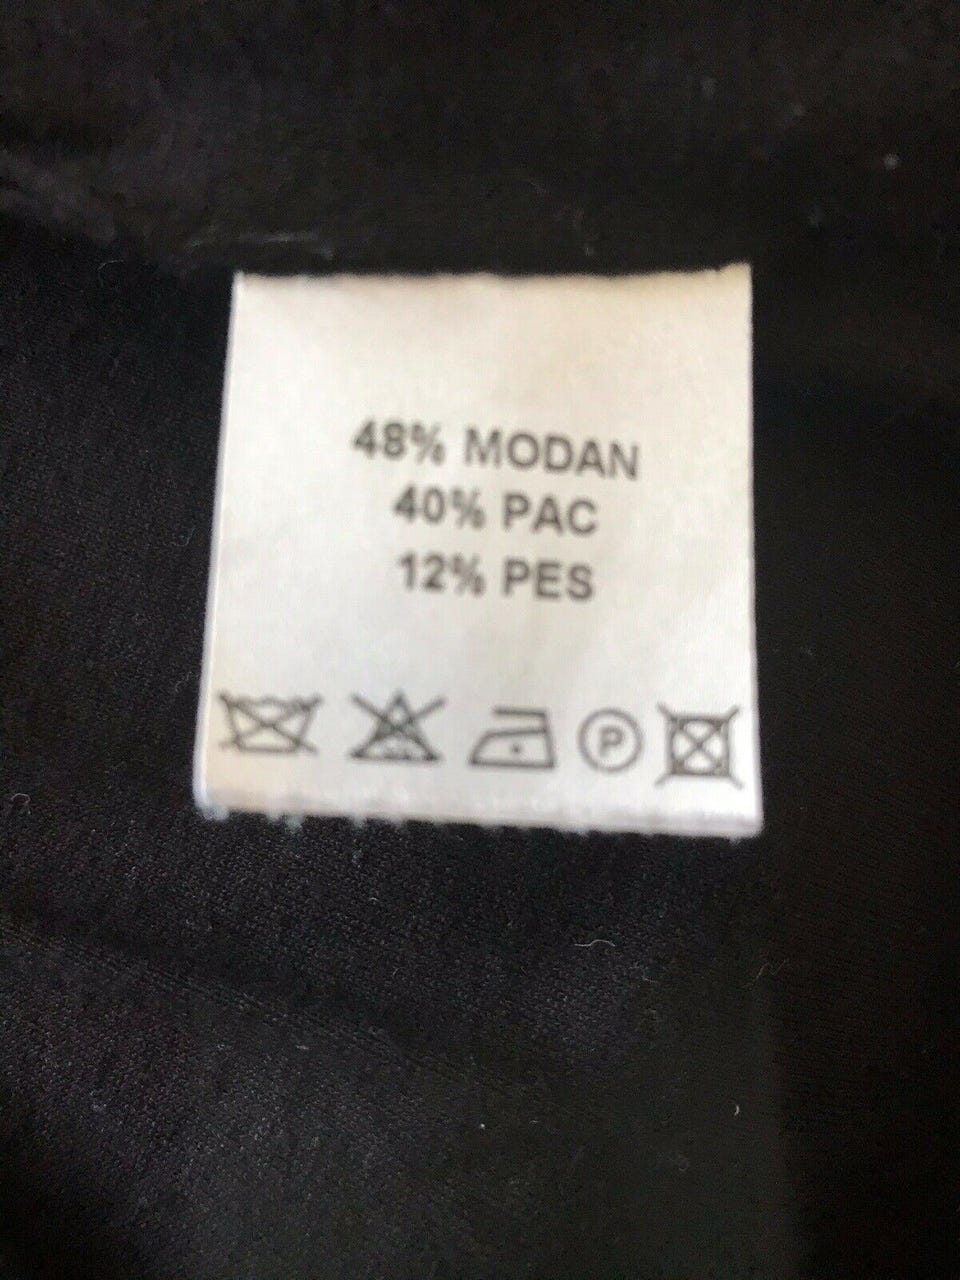 48% MODAN
40% PAC
12% PES
P